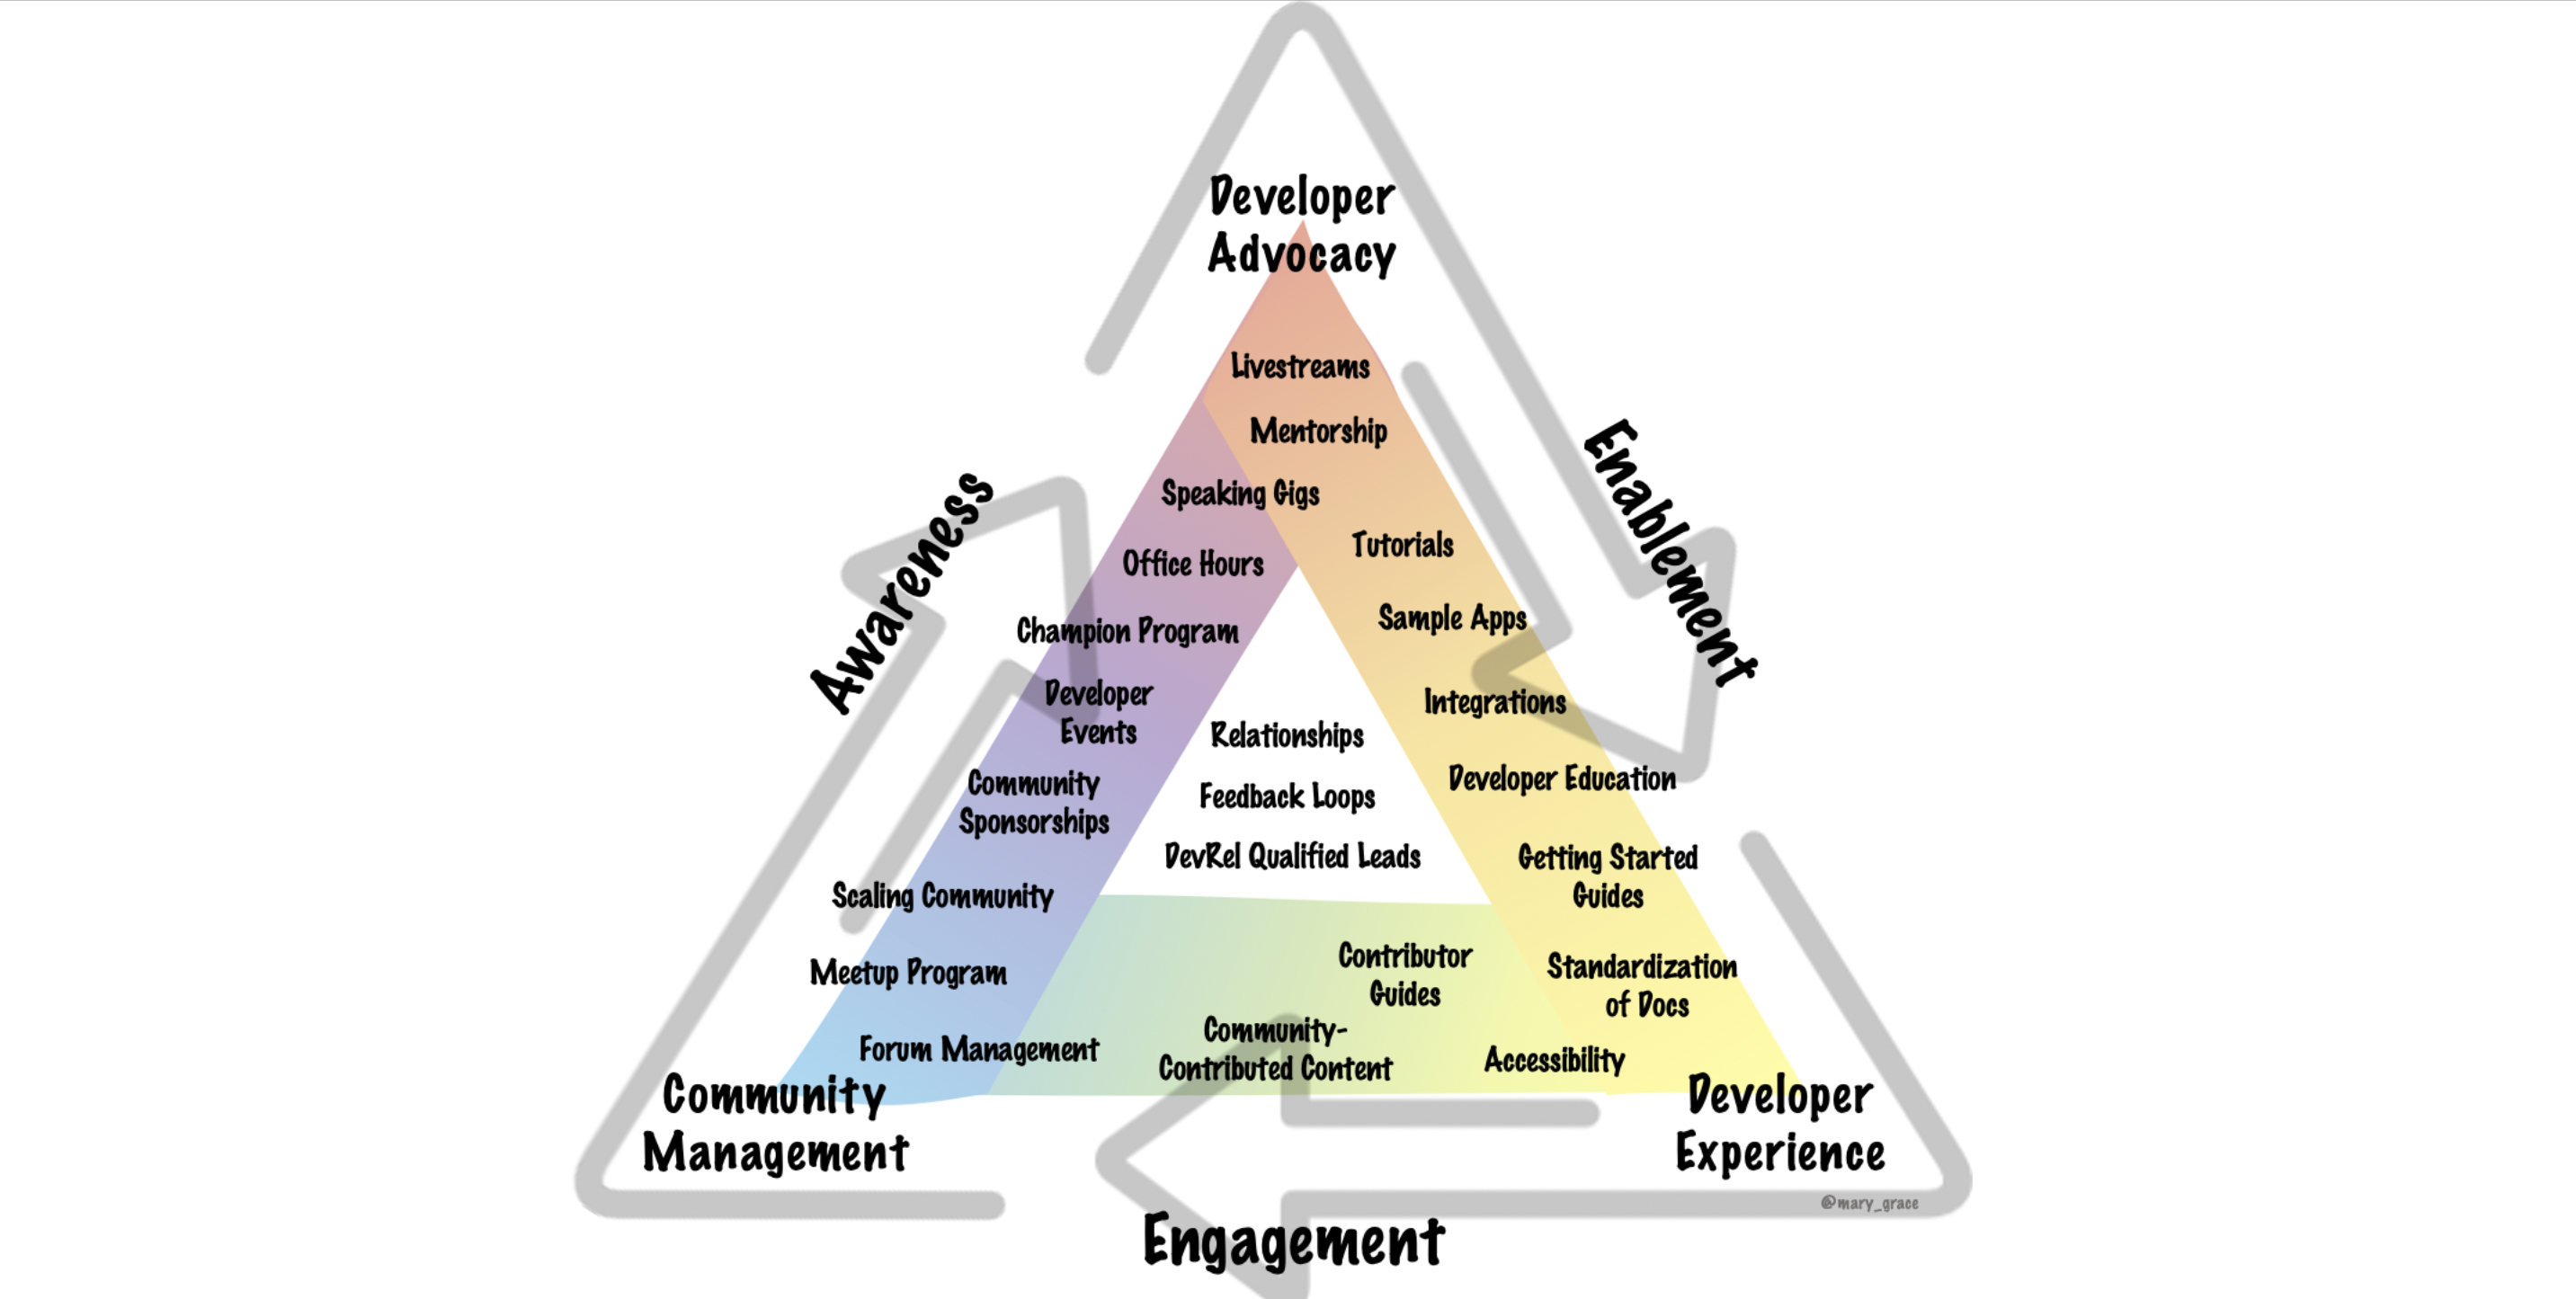 Developer
Advocacy
Livestreams
Mentorship
Speaking Gigs
Enablement
Awareness
Tutorials
Office Hours
Sample Apps
Champion Program
Developer
Events
Integrations
Relationships
Community
Sponsorships
Feedback Loops
Developer Education
DevRel Qualified Leads
Getting Started
Guides
Scaling Community
Contributor
Guides
Standardization
of Docs
Meetup Program
Community-
Contributed Content
Forum Management
Accessibility
Community
Management
Developer
Experience
@mary_grace
Engagement